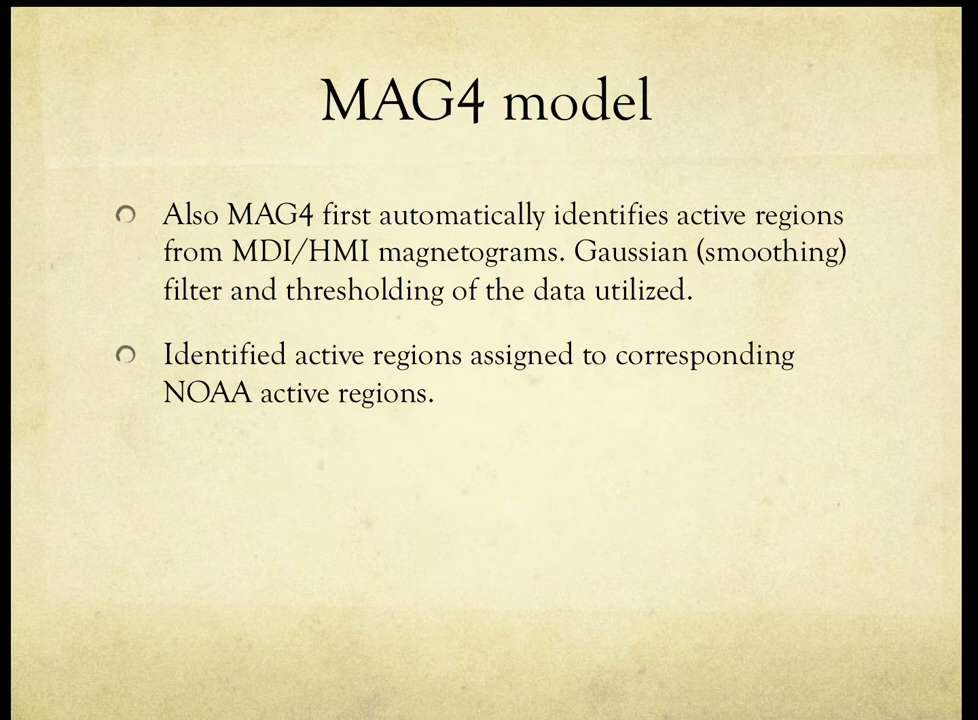 MAG4 model
Also MAG4 first automatically identifies active regions
from MDI/HMI magnetograms. Gaussian (smoothing)
filter and thresholding of the data utilized.
Identified active regions assigned to corresponding
NOAA active regions.